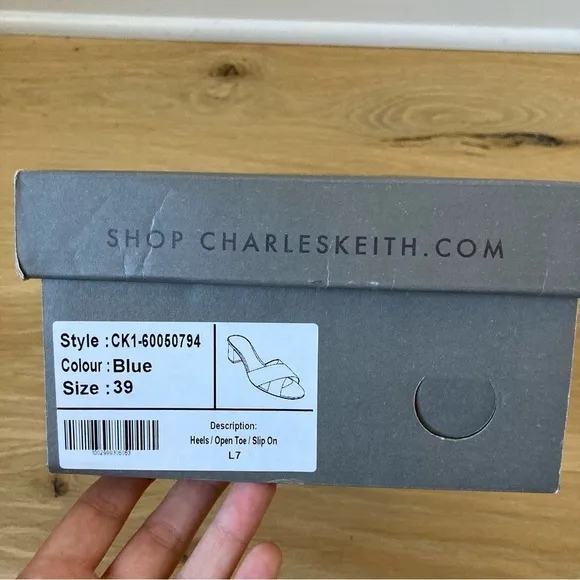 SHOP CHARLESKEITH.COM
Style : CK1-60050794
Colour : Blue
Size : 39
Description:
Heels / Open Toe / Slip On
L7